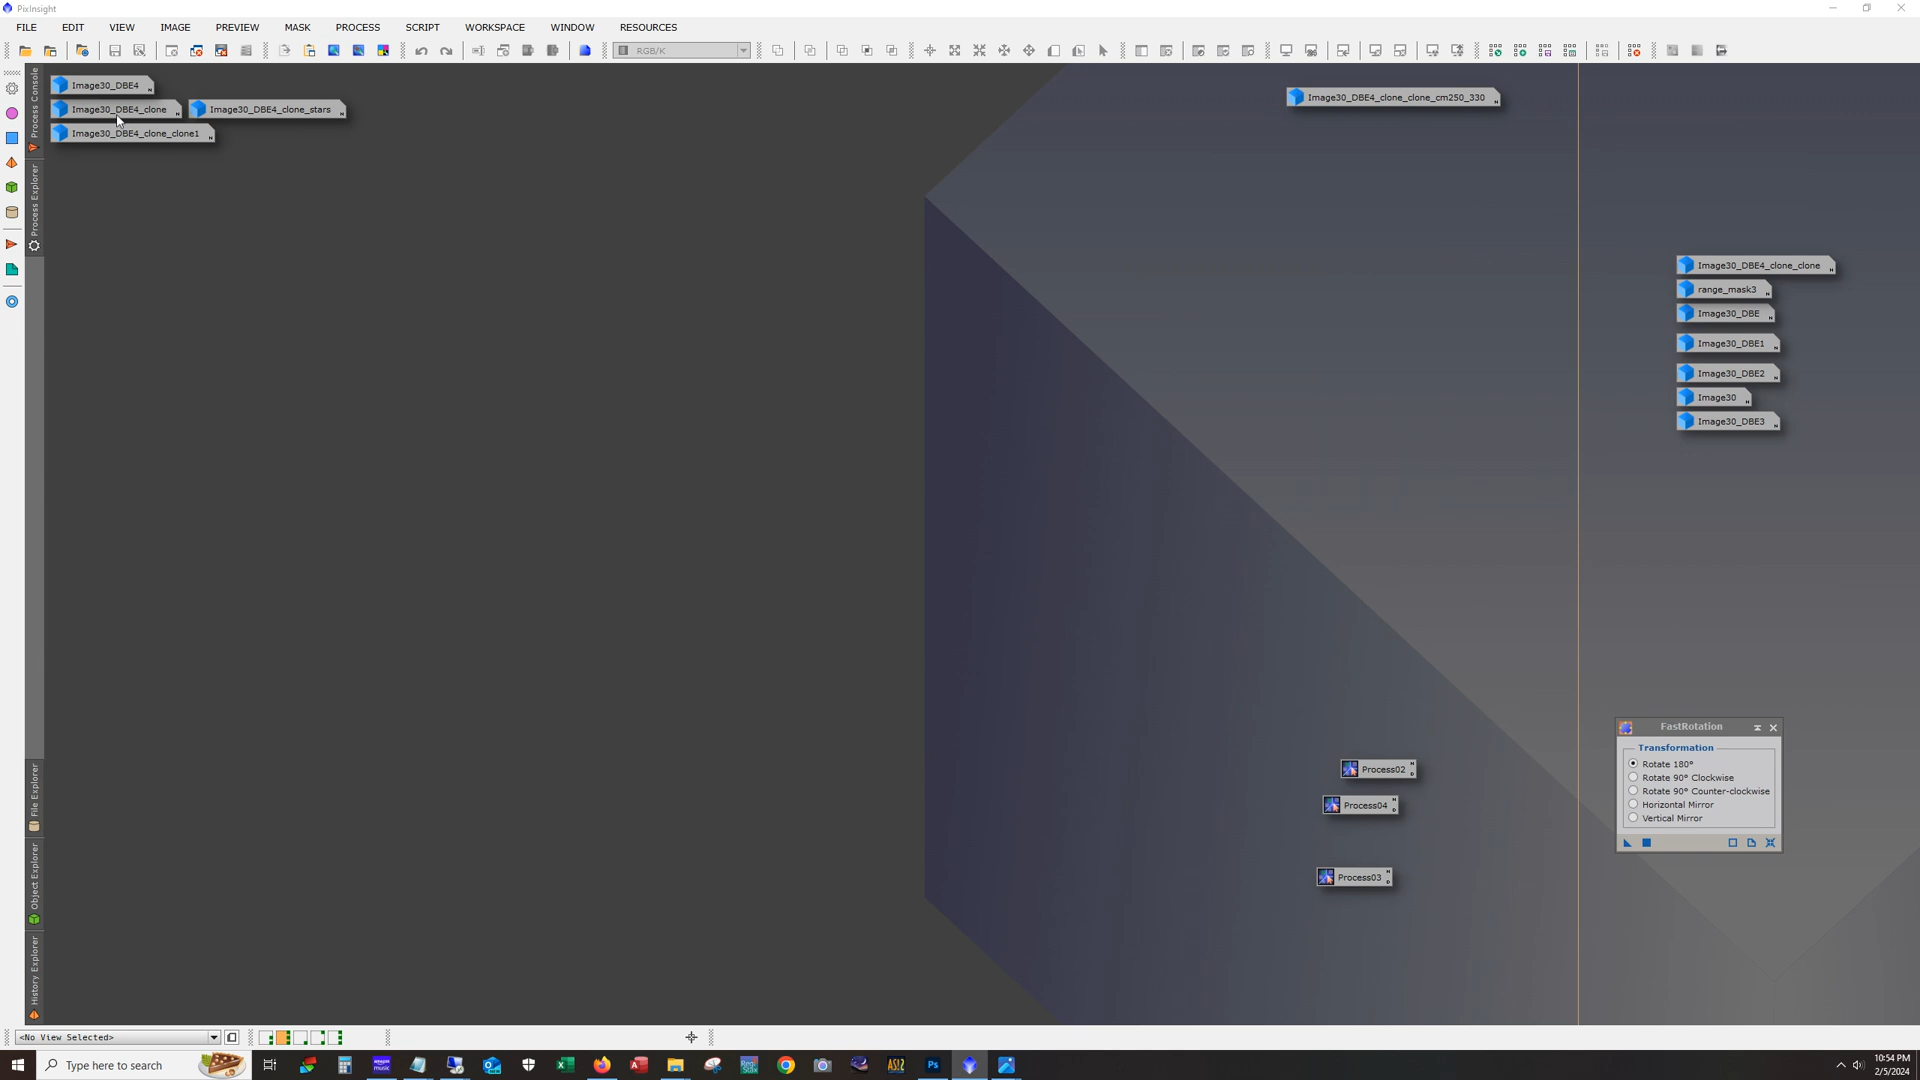 PixInsight
FILE EDIT VIEW IMAGE PREVIEW MASK PROCESS SCRIPT WORKSPACE WINDOW RESOURCES
RGB/K
Process Console
Process Explorer
File Explorer
Object Explorer
History Explorer
Image30_DBE4
Image30_DBE4_clone
Image30_DBE4_clone_stars
Image30_DBE4_clone_clone1
Image30_DBE4_clone_clone_cm250_330
Image30_DBE4_clone_clone
range_mask3
Image30_DBE
Image30_DBE1
Image30_DBE2
Image30
Image30_DBE3
Process02
Process04
Process03
FastRotation
Transformation
Rotate 180°
Rotate 90° Clockwise
Rotate 90° Counter-clockwise
Horizontal Mirror
Vertical Mirror
<No View Selected>
Type here to search
Ps
10:54 PM
2/5/2024